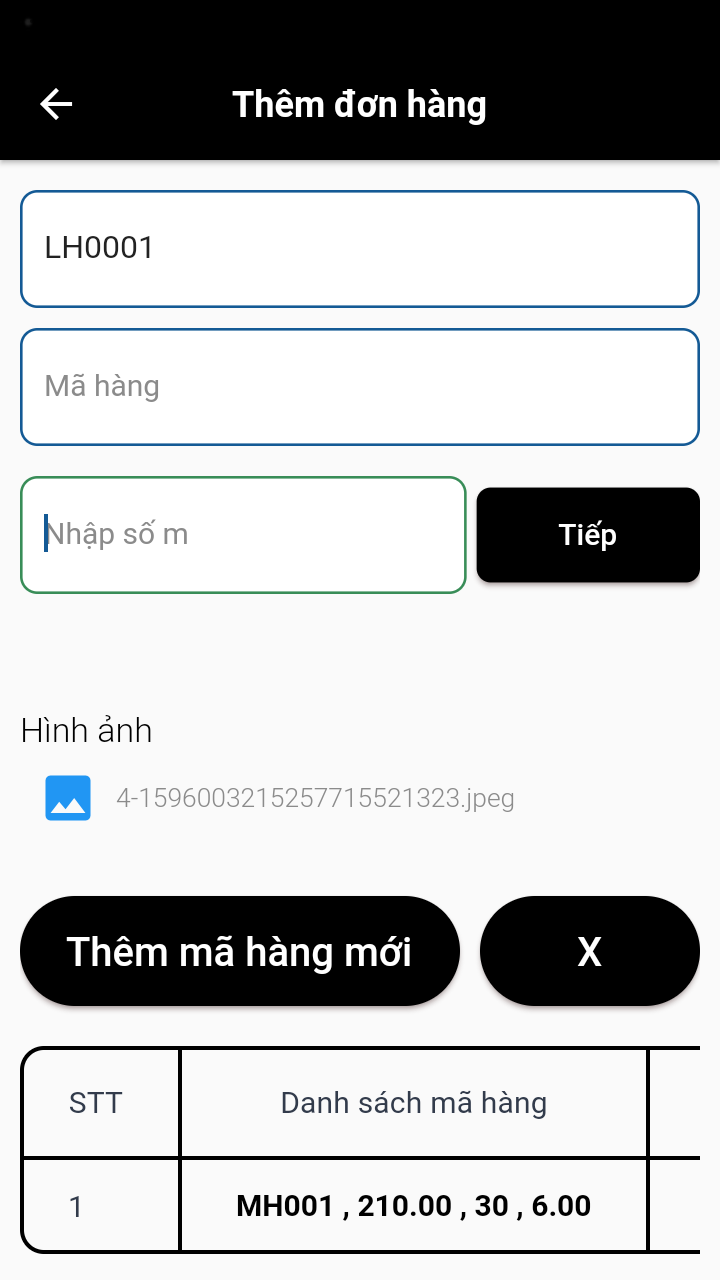 Thêm đơn hàng
LH0001
Mã hàng
Nhập số m
Tiếp
Hình ảnh
4-1596003215257715521323.jpeg
Thêm mã hàng mới
X
STT
Danh sách mã hàng
1
MH001 , 210.00 , 30 , 6.00